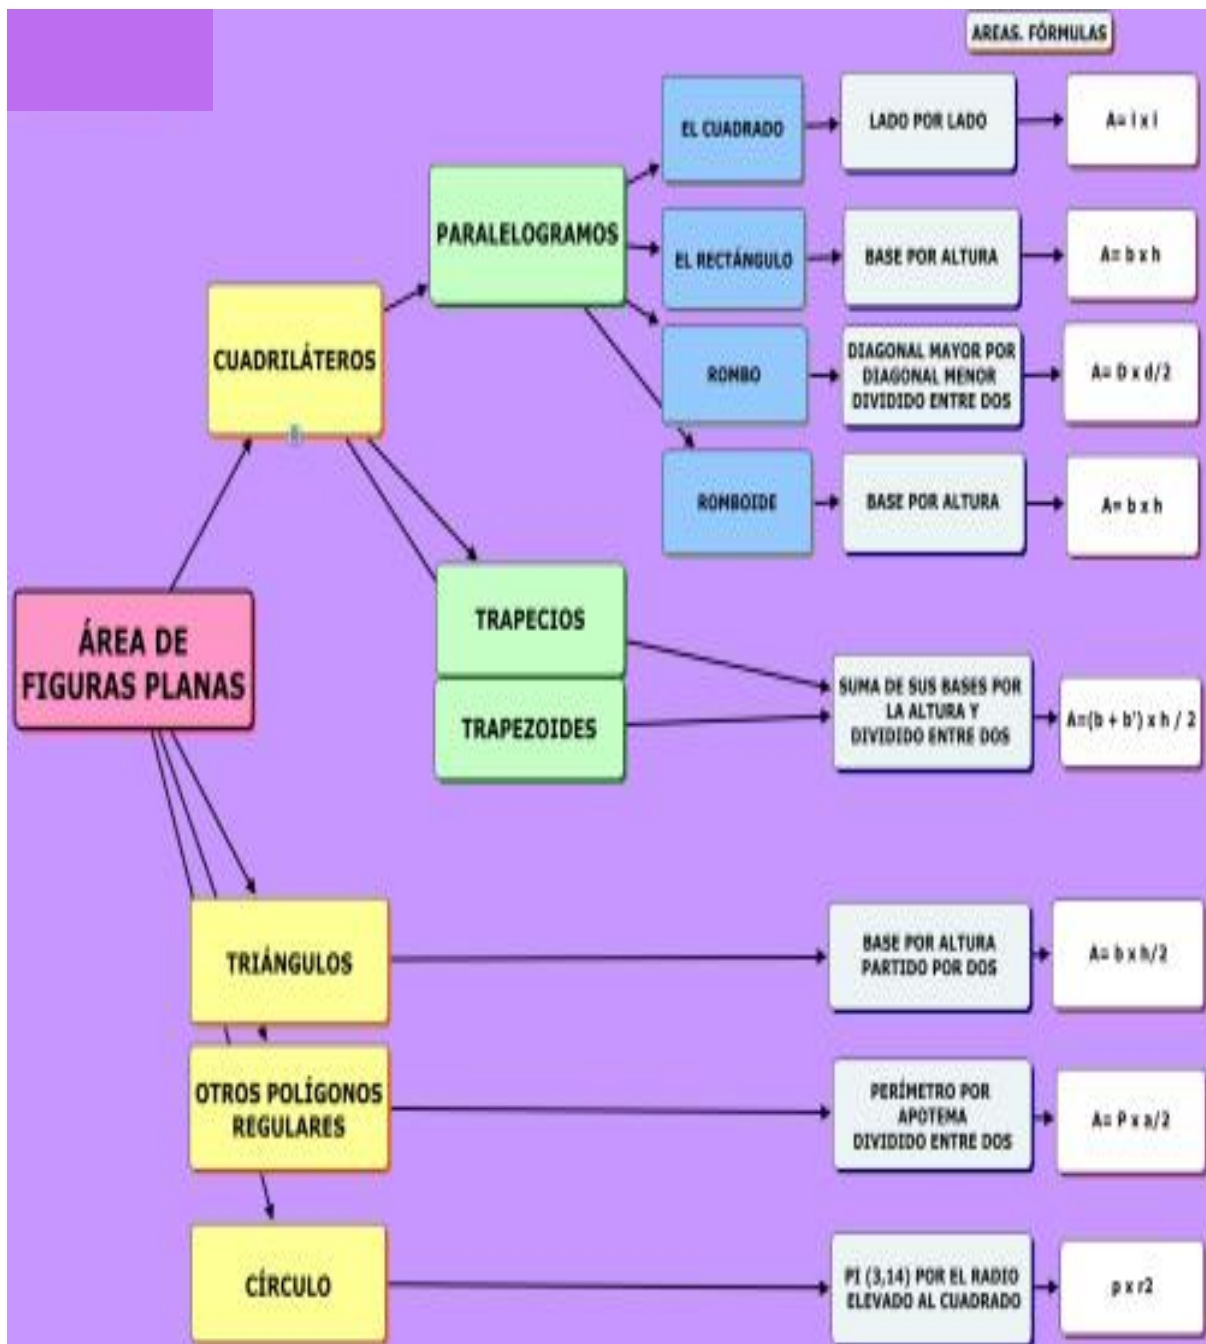 AREAS. FÓRMULAS
EL CUADRADO
LADO POR LADO
A= l x l
PARALELOGRAMOS
EL RECTÁNGULO
BASE POR ALTURA
A= b x h
CUADRILÁTEROS
ROMBO
DIAGONAL MAYOR POR
DIAGONAL MENOR
DIVIDIDO ENTRE DOS
A= D x d/2
ROMBOIDE
BASE POR ALTURA
A= b x h
ÁREA DE
FIGURAS PLANAS
TRAPECIOS
TRAPEZOIDES
SUMA DE SUS BASES POR
LA ALTURA Y
DIVIDIDO ENTRE DOS
A=(b + b') x h / 2
TRIÁNGULOS
BASE POR ALTURA
PARTIDO POR DOS
A= b x h/2
OTROS POLÍGONOS
REGULARES
PERÍMETRO POR
APOTEMA
DIVIDIDO ENTRE DOS
A= P x a/2
CÍRCULO
PI (3,14) POR EL RADIO
ELEVADO AL CUADRADO
p x r2